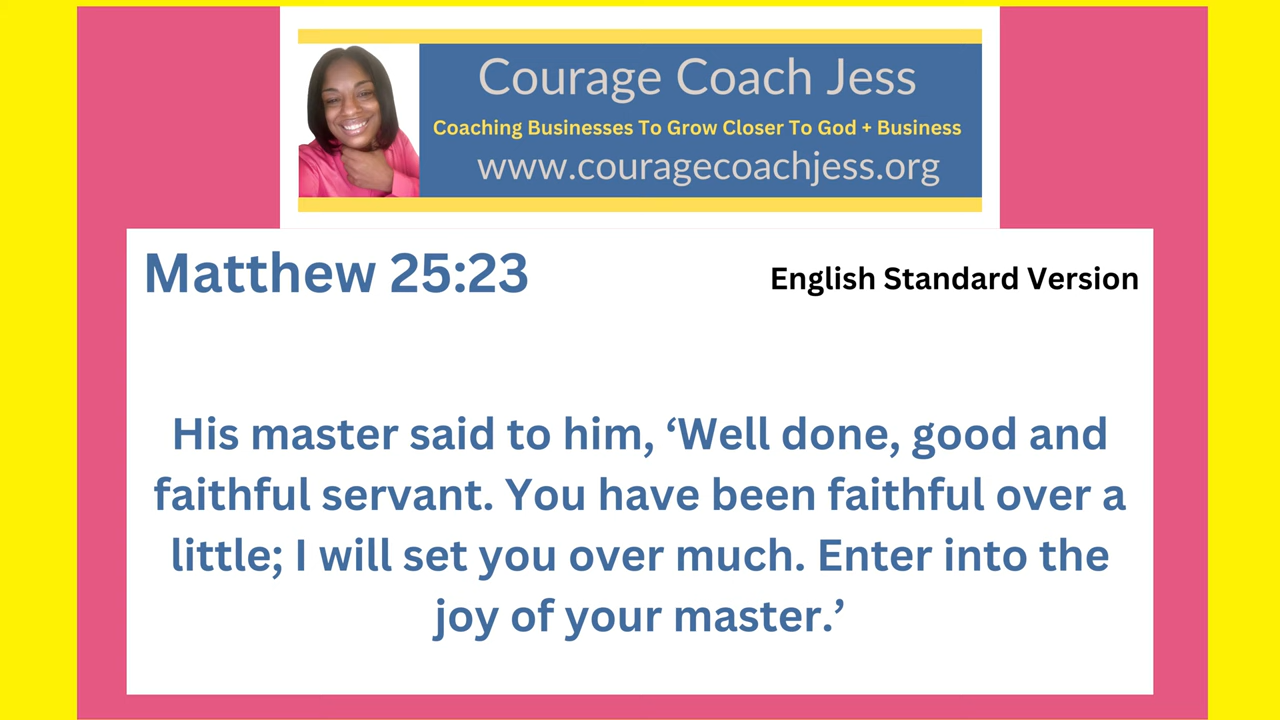 Courage Coach Jess
Coaching Businesses To Grow Closer To God + Business
www.couragecoachjess.org
Matthew 25:23
English Standard Version
His master said to him, ‘Well done, good and
faithful servant. You have been faithful over a
little; I will set you over much. Enter into the
joy of your master.’